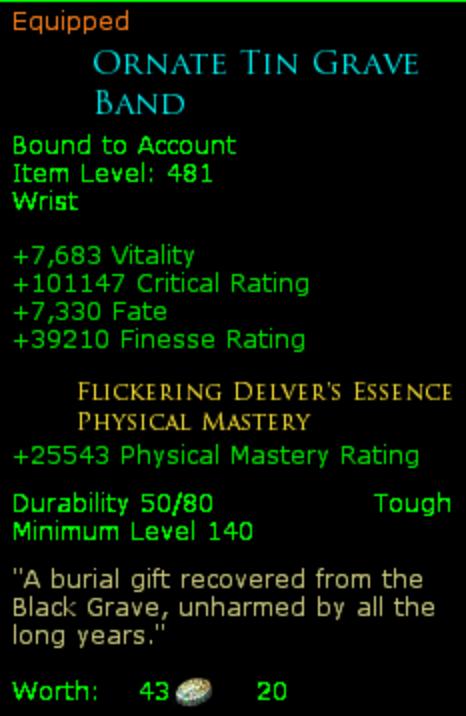 Equipped
Ornate Tin Grave
Band
Bound to Account
Item Level: 481
Wrist
+7,683 Vitality
+101147 Critical Rating
+7,330 Fate
+39210 Finesse Rating
Flickering Delver's Essence
Physical Mastery
+25543 Physical Mastery Rating
Durability 50/80 Tough
Minimum Level 140
"A burial gift recovered from the
Black Grave, unharmed by all the
long years."
Worth: 43 20